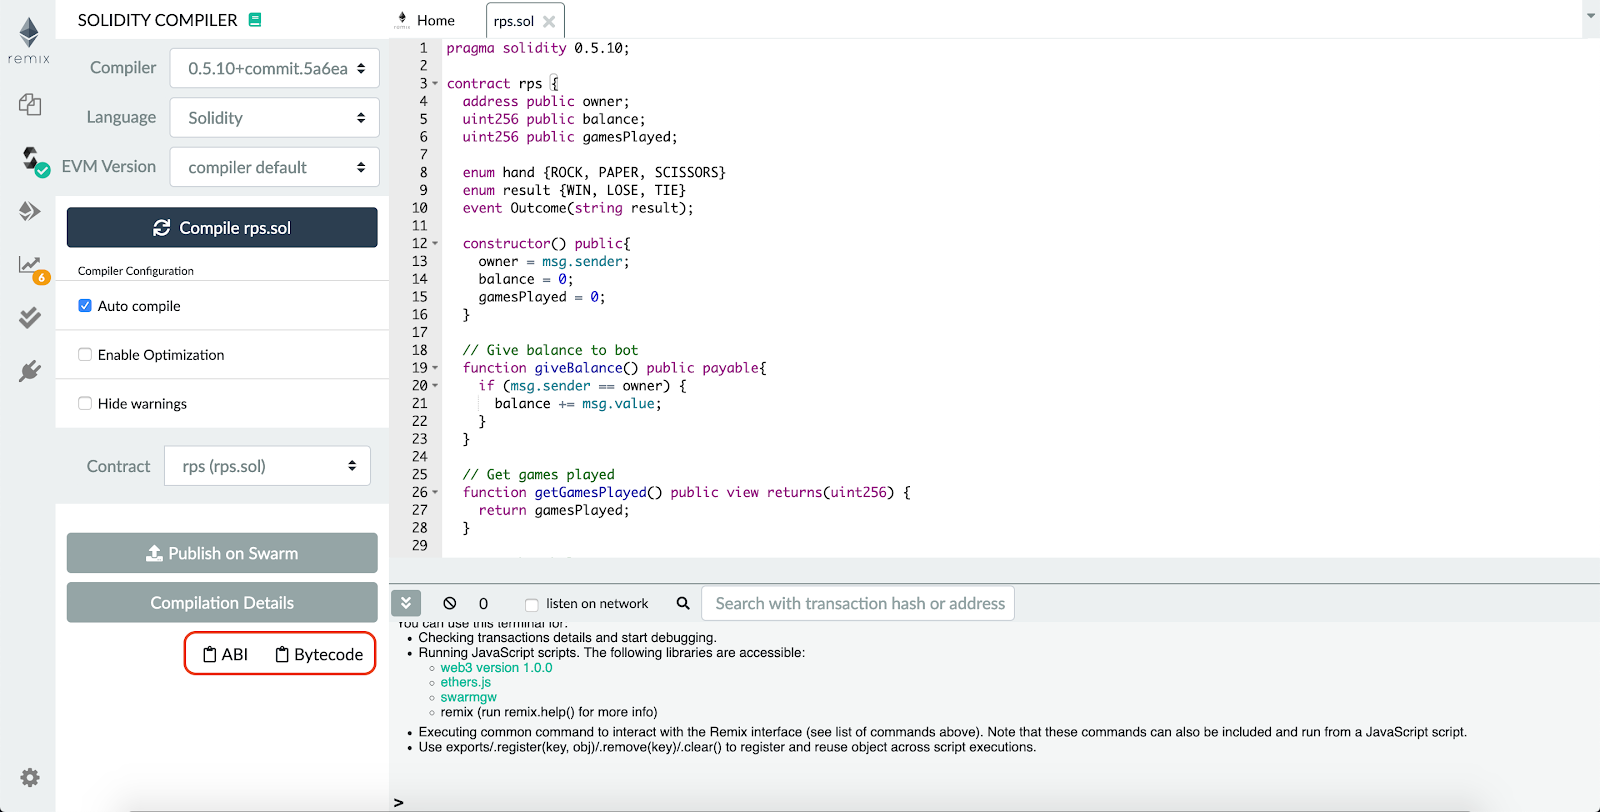 remix
SOLIDITY COMPILER
Compiler
0.5.10+commit.5a6ea
Language
Solidity
EVM Version
compiler default
Compile rps.sol
Compiler Configuration
Auto compile
Enable Optimization
Hide warnings
Contract
rps (rps.sol)
Publish on Swarm
Compilation Details
ABI
Bytecode
6
remix
Home
rps.sol
1 pragma solidity 0.5.10;
2
3 contract rps {
4 address public owner;
5 uint256 public balance;
6 uint256 public gamesPlayed;
7
8 enum hand {ROCK, PAPER, SCISSORS}
9 enum result {WIN, LOSE, TIE}
10 event Outcome(string result);
11
12 constructor() public{
13 owner = msg.sender;
14 balance = 0;
15 gamesPlayed = 0;
16 }
17
18 // Give balance to bot
19 function giveBalance() public payable{
20 if (msg.sender == owner) {
21 balance += msg.value;
22 }
23 }
24
25 // Get games played
26 function getGamesPlayed() public view returns(uint256) {
27 return gamesPlayed;
28 }
29
0
listen on network
Search with transaction hash or address
You can use this terminal for:
• Checking transactions details and start debugging.
• Running JavaScript scripts. The following libraries are accessible:
○ web3 version 1.0.0
○ ethers.js
○ swarmgw
○ remix (run remix.help() for more info)
• Executing common command to interact with the Remix interface (see list of commands above). Note that these commands can also be included and run from a JavaScript script.
• Use exports/.register(key, obj)/.remove(key)/.clear() to register and reuse object across script executions.
>